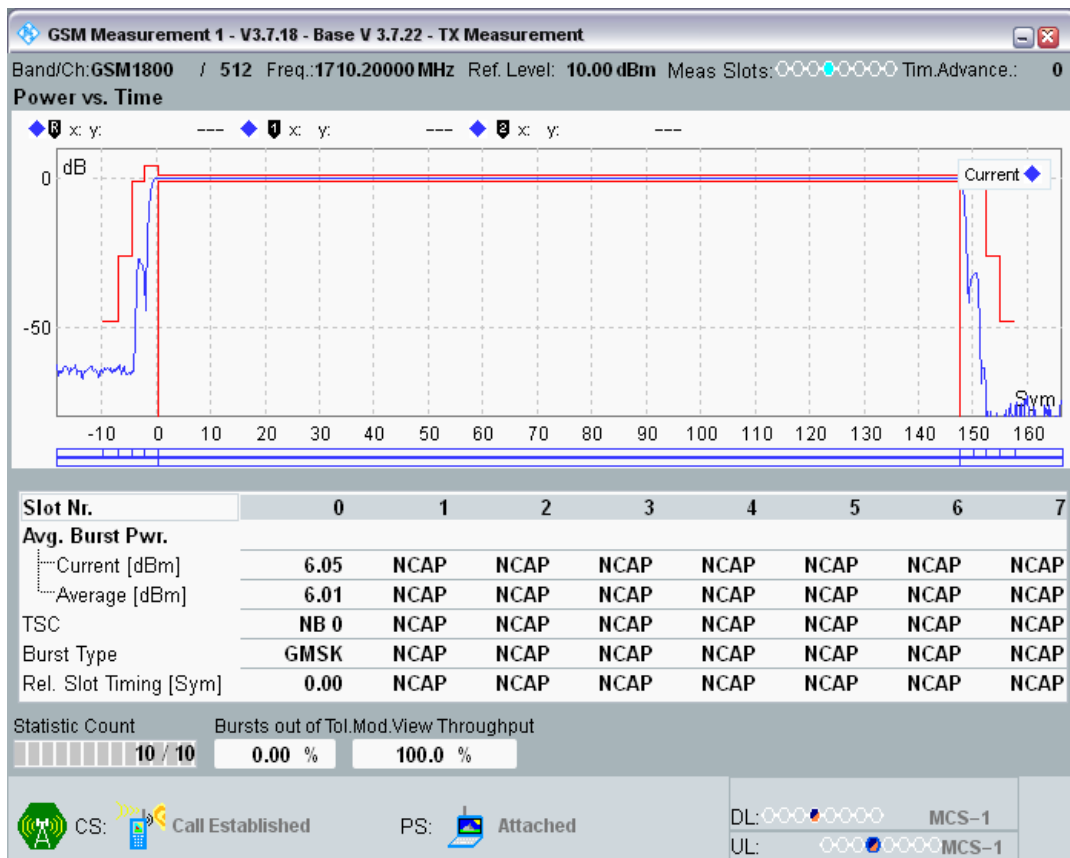 GSM Measurement 1 - V3.7.18 - Base V 3.7.22 - TX Measurement
Band/Ch:GSM1800 / 512 Freq.:1710.20000 MHz Ref. Level: 10.00 dBm Meas Slots: Tim.Advance.: 0
Power vs. Time
R x: y: --- 1 x: y: --- 2 x: y: ---
dB
Current
0
-50
Sym
-10 0 10 20 30 40 50 60 70 80 90 100 110 120 130 140 150 160
Slot Nr. 0 1 2 3 4 5 6 7
Avg. Burst Pwr.
Current [dBm] 6.05 NCAP NCAP NCAP NCAP NCAP NCAP NCAP
Average [dBm] 6.01 NCAP NCAP NCAP NCAP NCAP NCAP NCAP
TSC NB 0 NCAP NCAP NCAP NCAP NCAP NCAP NCAP
Burst Type GMSK NCAP NCAP NCAP NCAP NCAP NCAP NCAP
Rel. Slot Timing [Sym] 0.00 NCAP NCAP NCAP NCAP NCAP NCAP NCAP
Statistic Count Bursts out of Tol.Mod.View Throughput
10 / 10 0.00 % 100.0 %
CS: Call Established PS: Attached
DL: MCS-1
UL: MCS-1